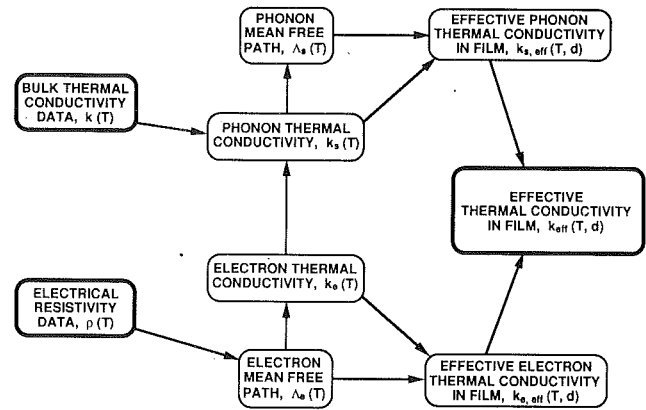 PHONON
MEAN FREE
PATH, Λs (T)
EFFECTIVE PHONON
THERMAL CONDUCTIVITY
IN FILM, ks, eff (T, d)
BULK THERMAL
CONDUCTIVITY
DATA, k (T)
PHONON THERMAL
CONDUCTIVITY, ks (T)
EFFECTIVE
THERMAL CONDUCTIVITY
IN FILM, keff (T, d)
ELECTRON THERMAL
CONDUCTIVITY, ke (T)
ELECTRICAL
RESISTIVITY
DATA, ρ (T)
ELECTRON
MEAN FREE
PATH, Λe (T)
EFFECTIVE ELECTRON
THERMAL CONDUCTIVITY
IN FILM, ke, eff (T, d)